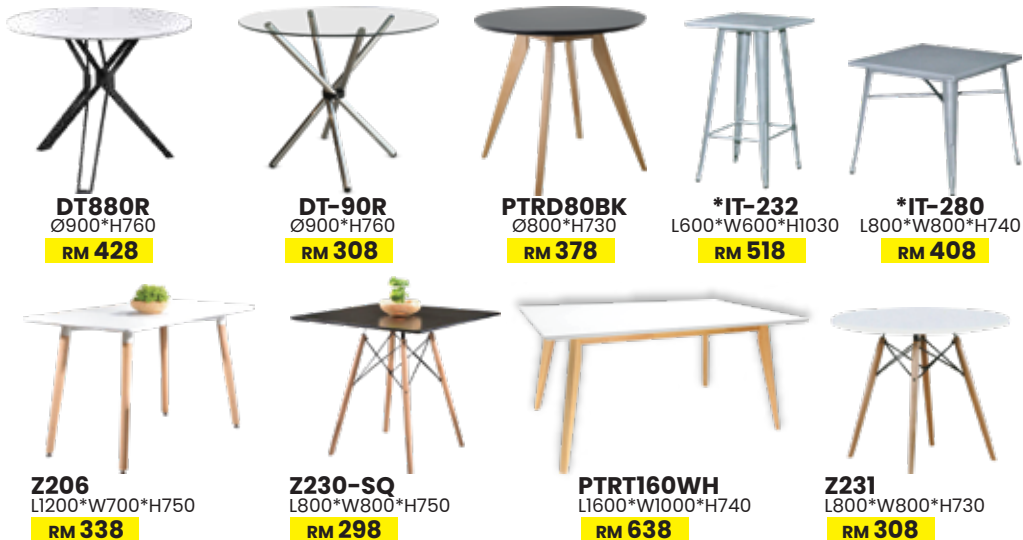 DT880R
Ø900*H760
RM 428
DT-90R
Ø900*H760
RM 308
PTRD80BK
Ø800*H730
RM 378
*IT-232
L600*W600*H1030
RM 518
*IT-280
L800*W800*H740
RM 408
Z206
L1200*W700*H750
RM 338
Z230-SQ
L800*W800*H750
RM 298
PTRT160WH
L1600*W1000*H740
RM 638
Z231
L800*W800*H730
RM 308